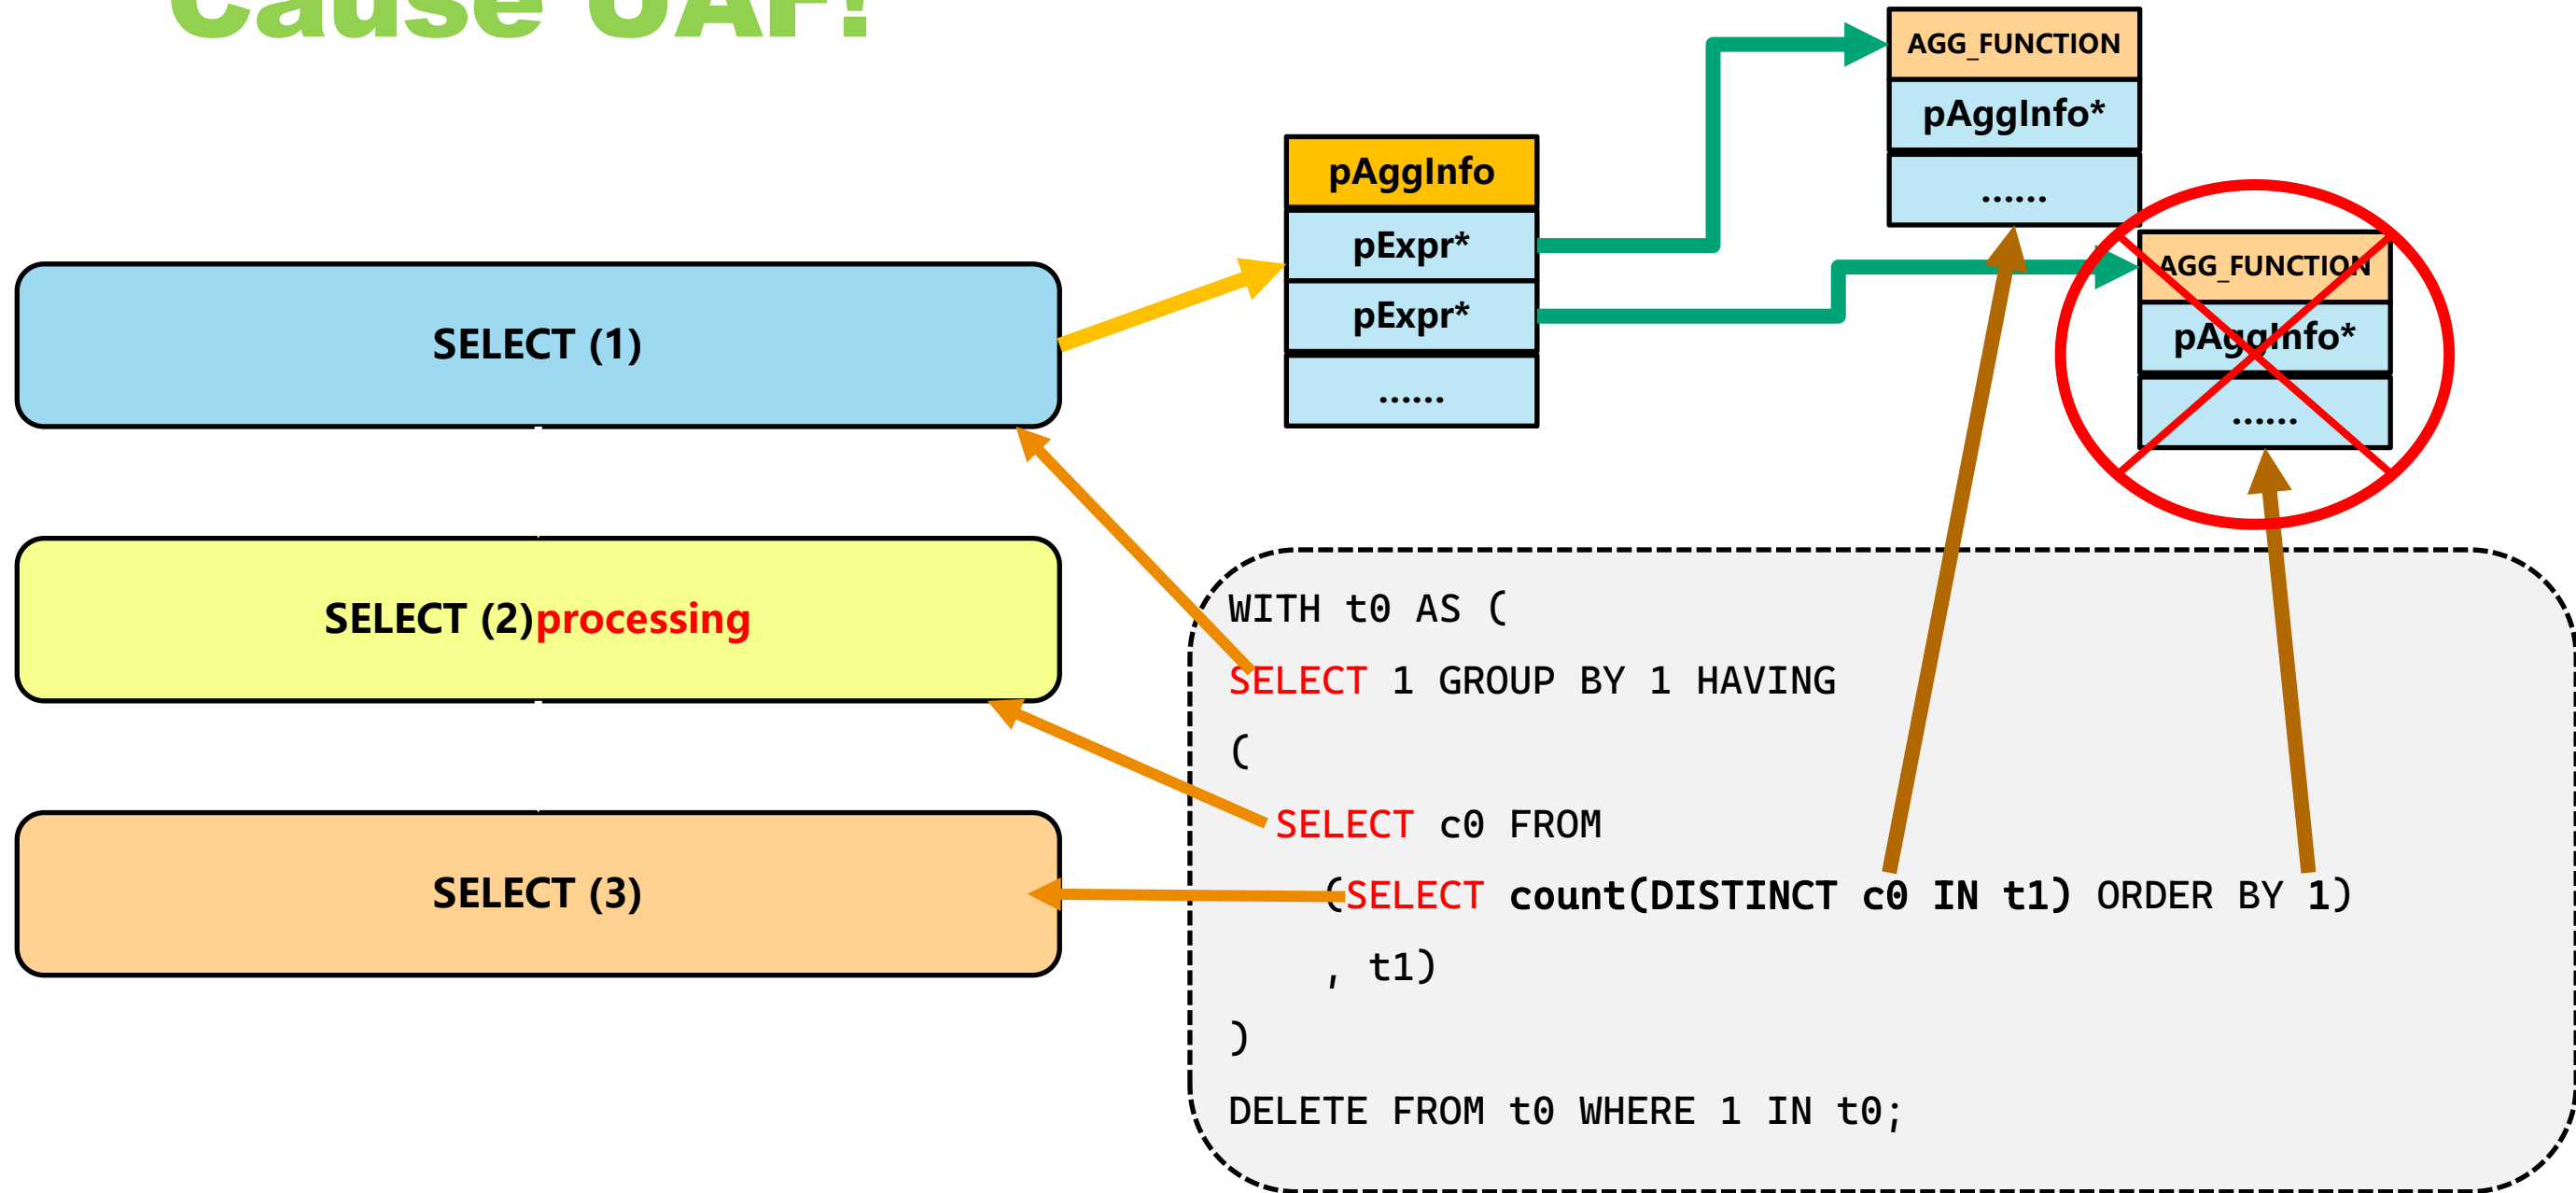 Cause UAF!
AGG_FUNCTION
pAggInfo*
......
pAggInfo
pExpr*
pExpr*
......
AGG_FUNCTION
pAggInfo*
......
SELECT (1)
SELECT (2)processing
SELECT (3)
WITH t0 AS (
SELECT 1 GROUP BY 1 HAVING
(
SELECT c0 FROM
(SELECT count(DISTINCT c0 IN t1) ORDER BY 1)
, t1)
)
DELETE FROM t0 WHERE 1 IN t0;